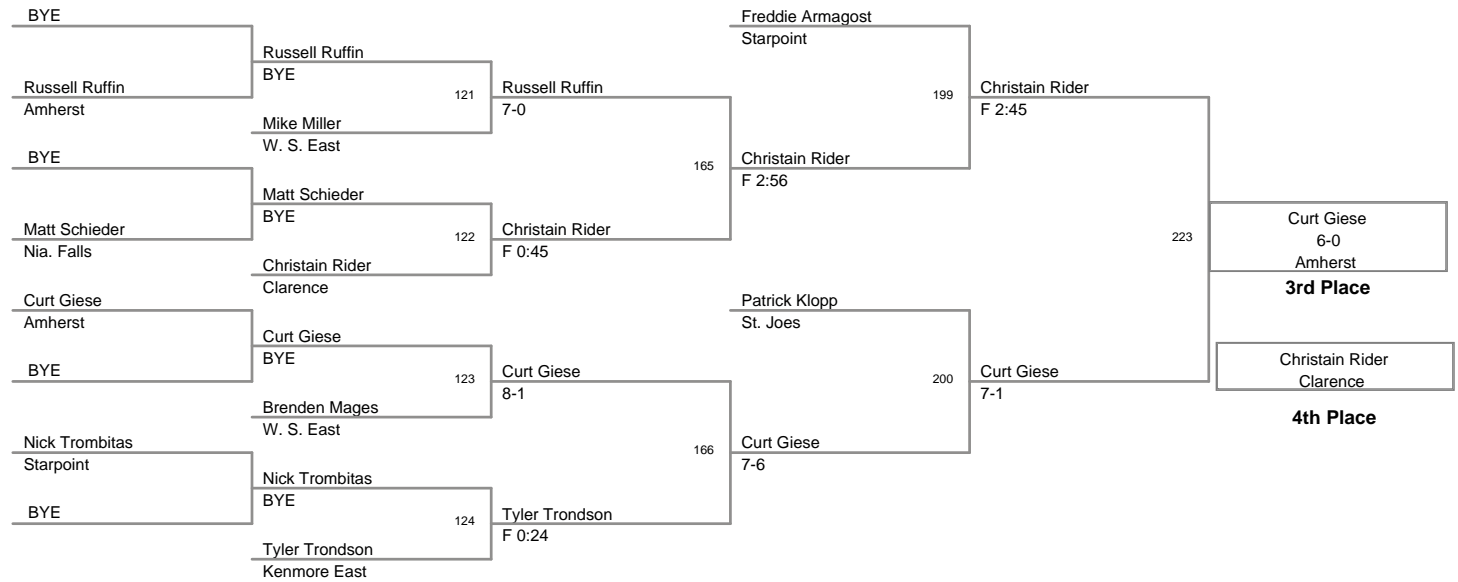 BYE
Russell Ruffin
Amherst
BYE
Matt Schieder
Nia. Falls
Curt Giese
Amherst
BYE
Nick Trombitas
Starpoint
BYE
Russell Ruffin
BYE
121
Mike Miller
W. S. East
Matt Schieder
BYE
122
Christain Rider
Clarence
Curt Giese
BYE
123
Brenden Mages
W. S. East
Nick Trombitas
BYE
124
Tyler Trondson
Kenmore East
Russell Ruffin
7-0
165
Christain Rider
F 0:45
Curt Giese
8-1
166
Tyler Trondson
F 0:24
Freddie Armagost
Starpoint
199
Christain Rider
F 2:56
Patrick Klopp
St. Joes
200
Curt Giese
7-6
Christain Rider
F 2:45
223
Curt Giese
7-1
Curt Giese
6-0
Amherst
3rd Place
Christain Rider
Clarence
4th Place